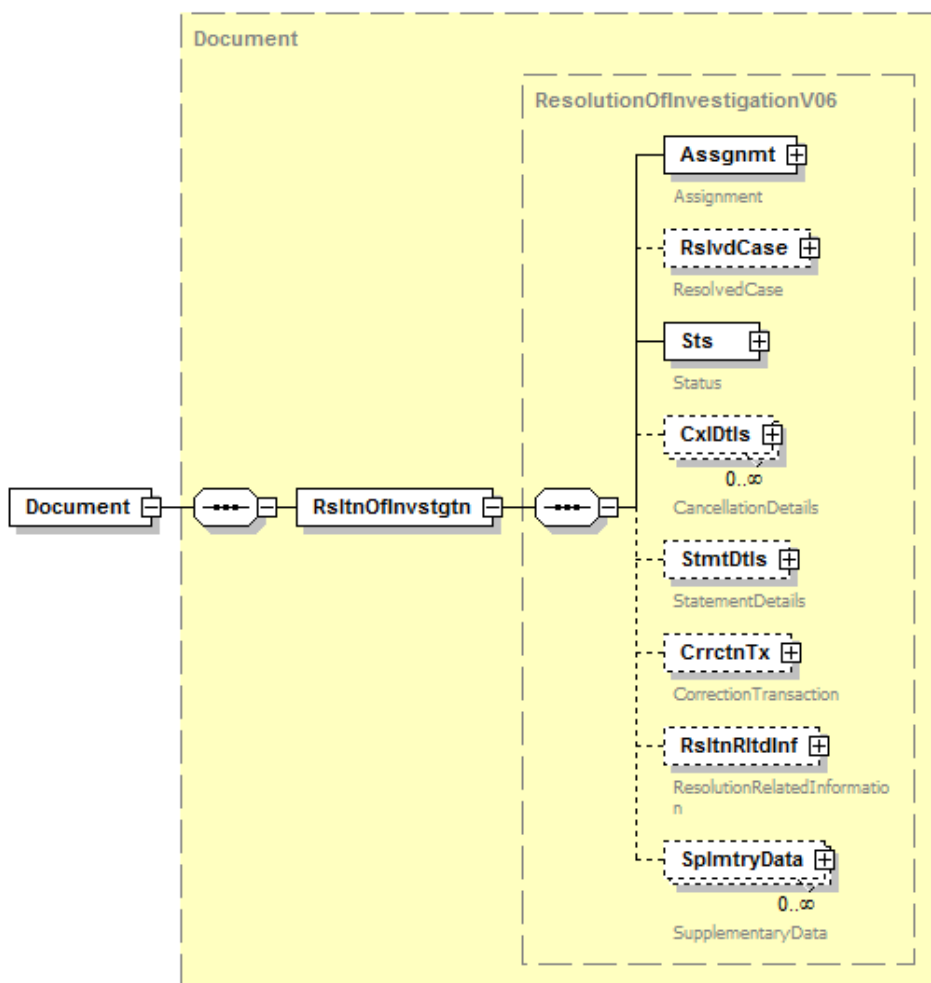 Document
ResolutionOfInvestigationV06
Assgnmt
Assignment
RslvdCase
ResolvedCase
Sts
Status
CxlDtls
0..∞
CancellationDetails
Document
RsltnOfInvstgtn
StmtDtls
StatementDetails
CrrctnTx
CorrectionTransaction
RsltnRltdInf
ResolutionRelatedInformatio
n
SplmtryData
0..∞
SupplementaryData